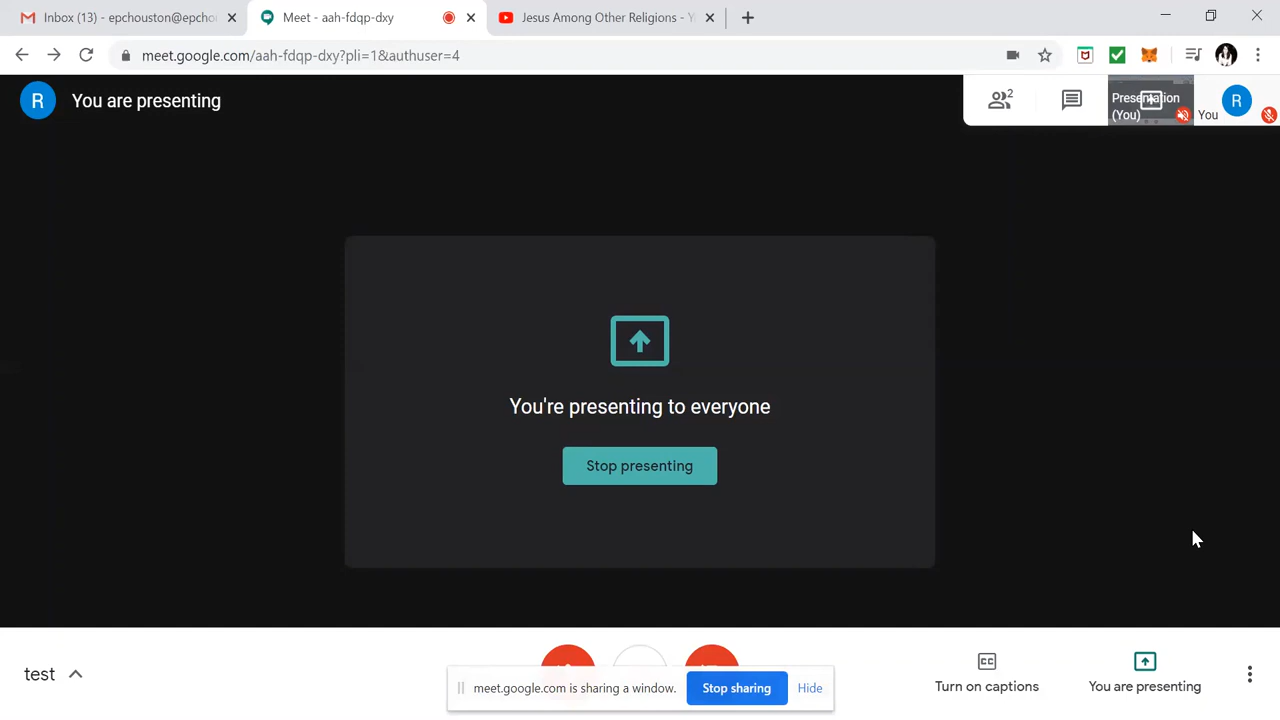 Inbox (13) - epchouston@epcho
Meet - aah-fdqp-dxy
Jesus Among Other Religions - Y
meet.google.com/aah-fdqp-dxy?pli=1&authuser=4
R
You are presenting
2
Presentation
(You)
You
R
You're presenting to everyone
Stop presenting
test
meet.google.com is sharing a window.
Stop sharing
Hide
Turn on captions
You are presenting